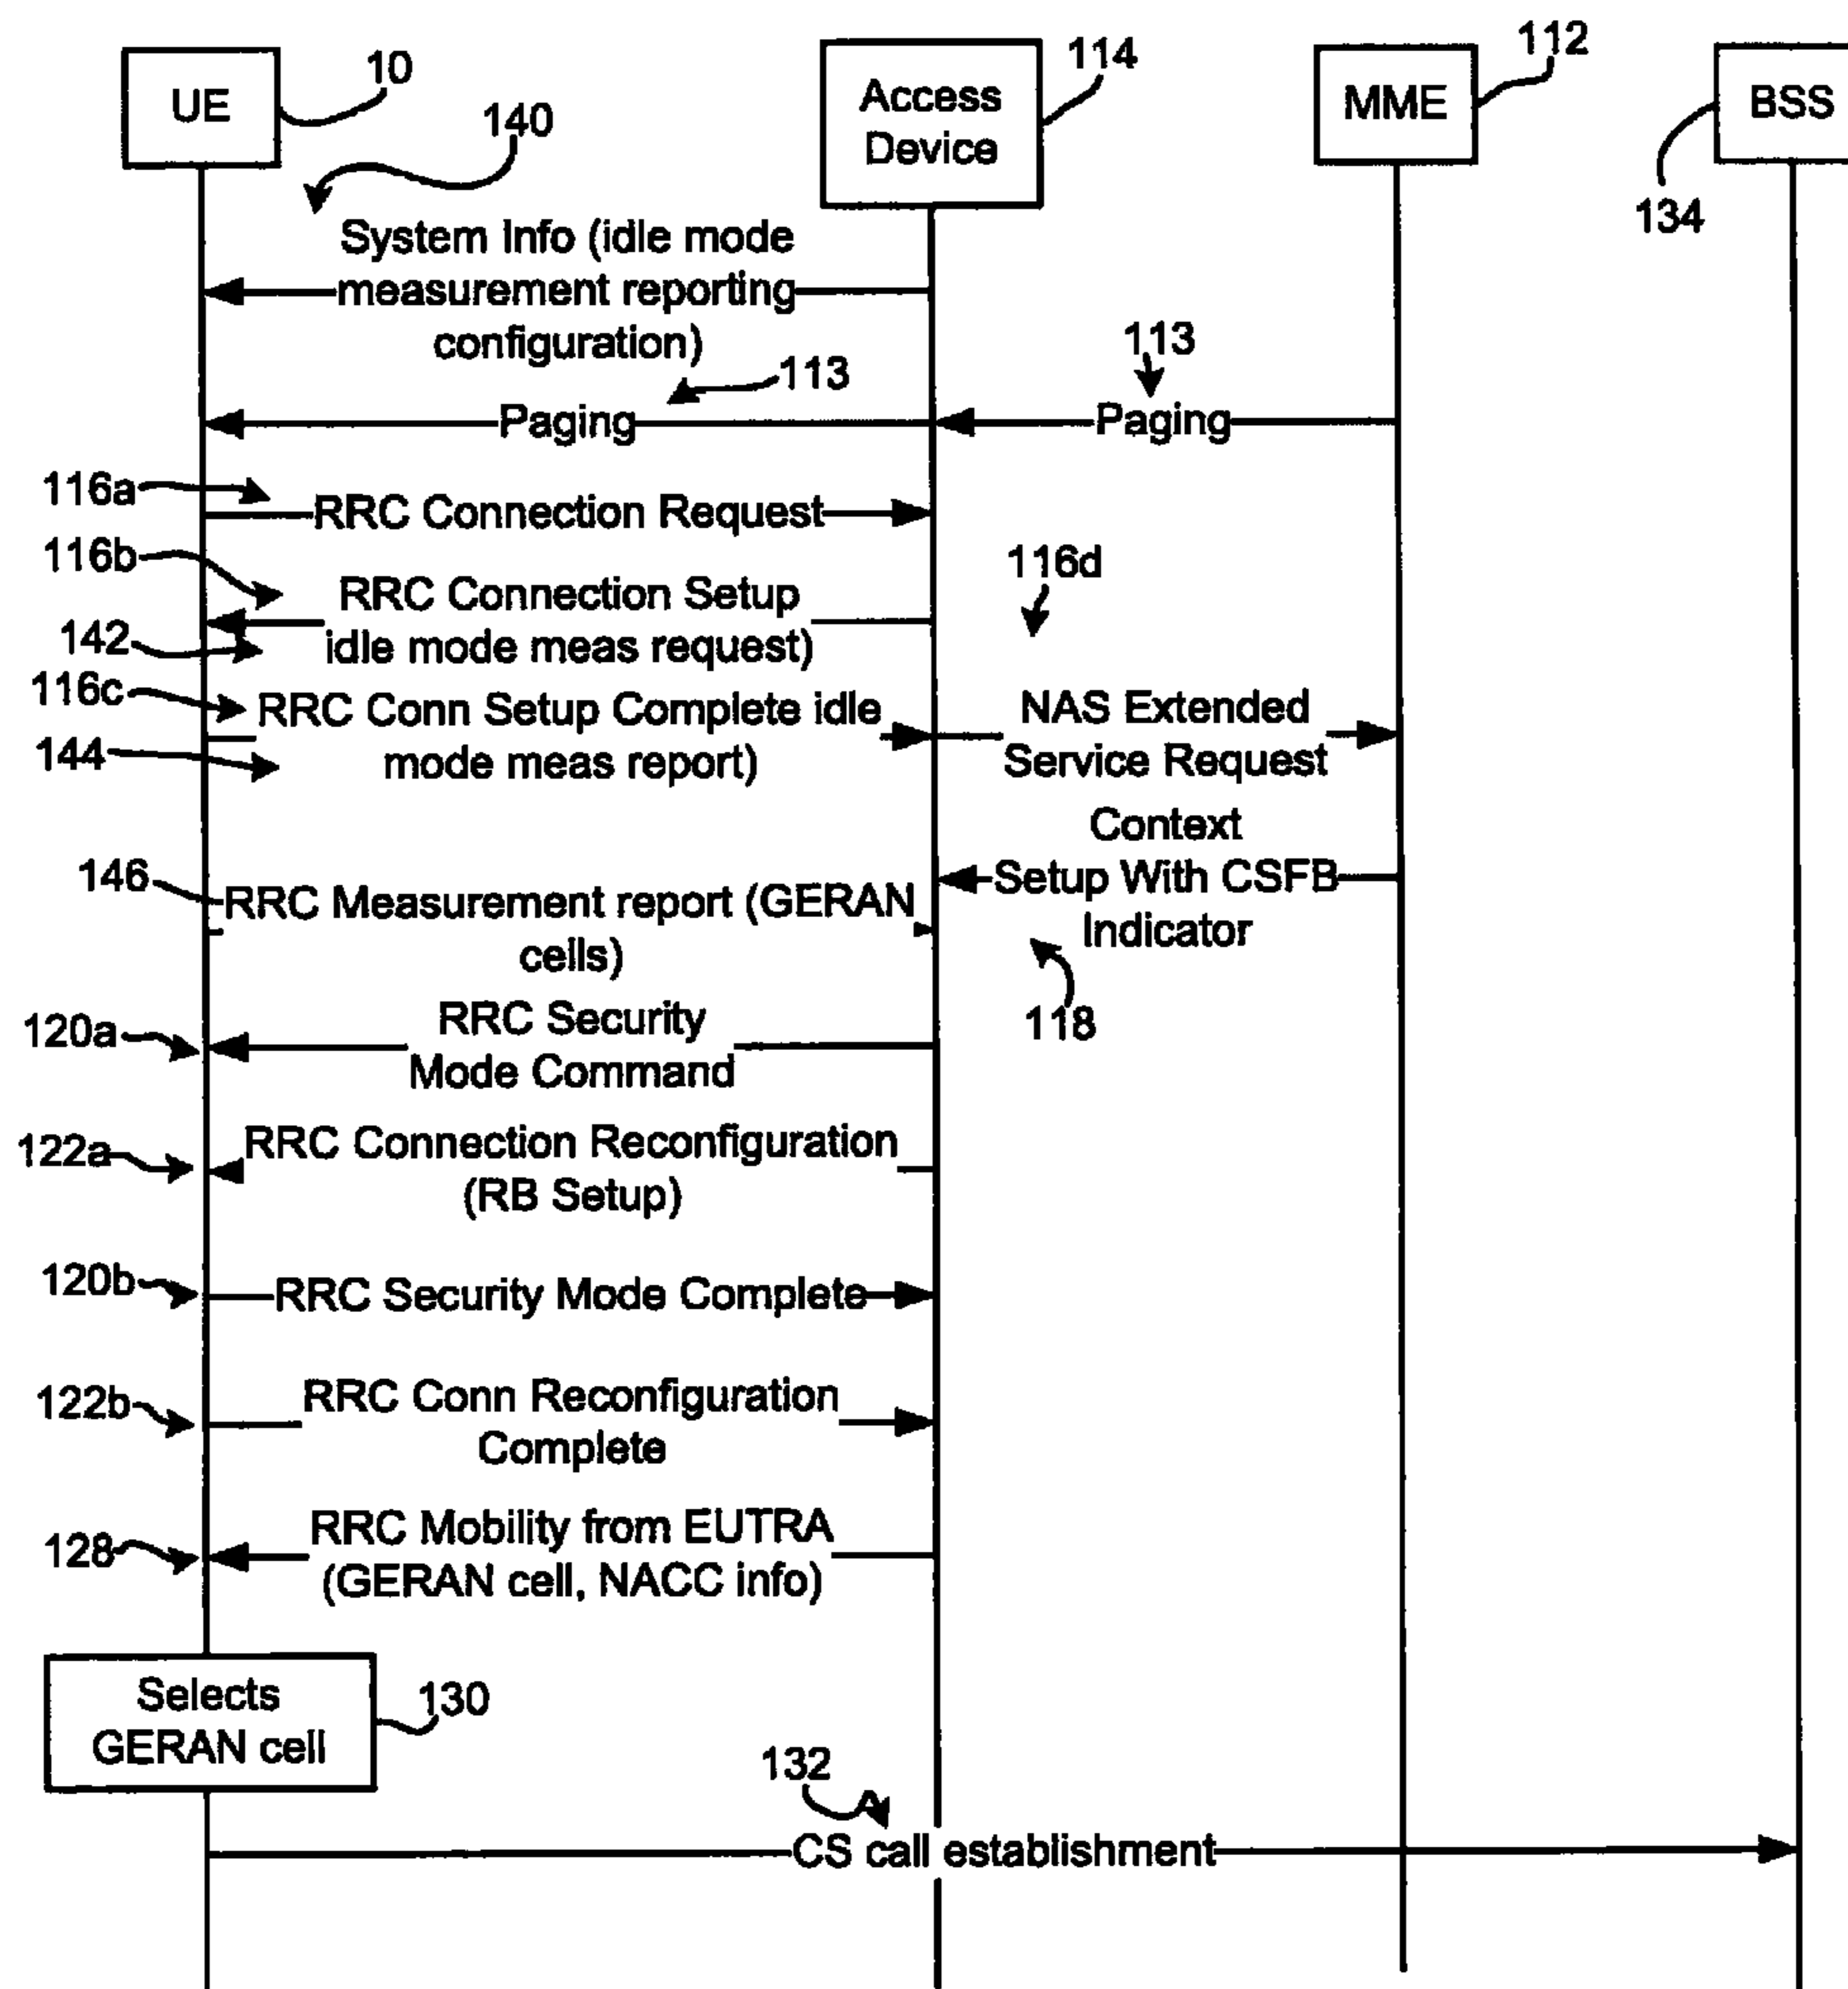 UE
10
Access
Device
114
MME
112
BSS
134
140
System Info (idle mode
measurement reporting
configuration)
113
113
Paging
Paging
116a
RRC Connection Request
116b
RRC Connection Setup
142
idle mode meas request)
116d
116c
RRC Conn Setup Complete idle
144
mode meas report)
NAS Extended
Service Request
Context
Setup With CSFB
Indicator
146
RRC Measurement report (GERAN
cells)
118
120a
RRC Security
Mode Command
122a
RRC Connection Reconfiguration
(RB Setup)
120b
RRC Security Mode Complete
122b
RRC Conn Reconfiguration
Complete
128
RRC Mobility from EUTRA
(GERAN cell, NACC info)
Selects
GERAN cell
130
132
CS call establishment